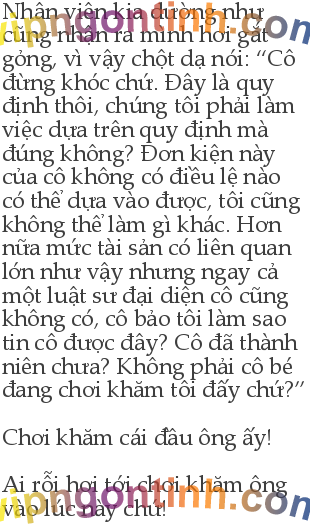 Nhân viên kia dường như
cũng nhận ra mình hơi gắt
gỏng, vì vậy chột dạ nói: “Cô
đừng khóc chứ. Đây là quy
định thôi, chúng tôi phải làm
việc dựa trên quy định mà
đúng không? Đơn kiện này
của cô không có điều lệ nào
có thể dựa vào được, tôi cũng
không thể làm gì khác. Hơn
nữa mức tài sản có liên quan
lớn như vậy nhưng ngay cả
một luật sư đại diện cô cũng
không có, cô bảo tôi làm sao
tin cô được đây? Cô đã thành
niên chưa? Không phải cô bé
đang chơi khăm tôi đấy chứ?”
Chơi khăm cái đầu ông ấy!
Ai rỗi hơi tới chơi khăm ông
vào lúc này chứ!
vipngontinh.com
vipngontinh.com